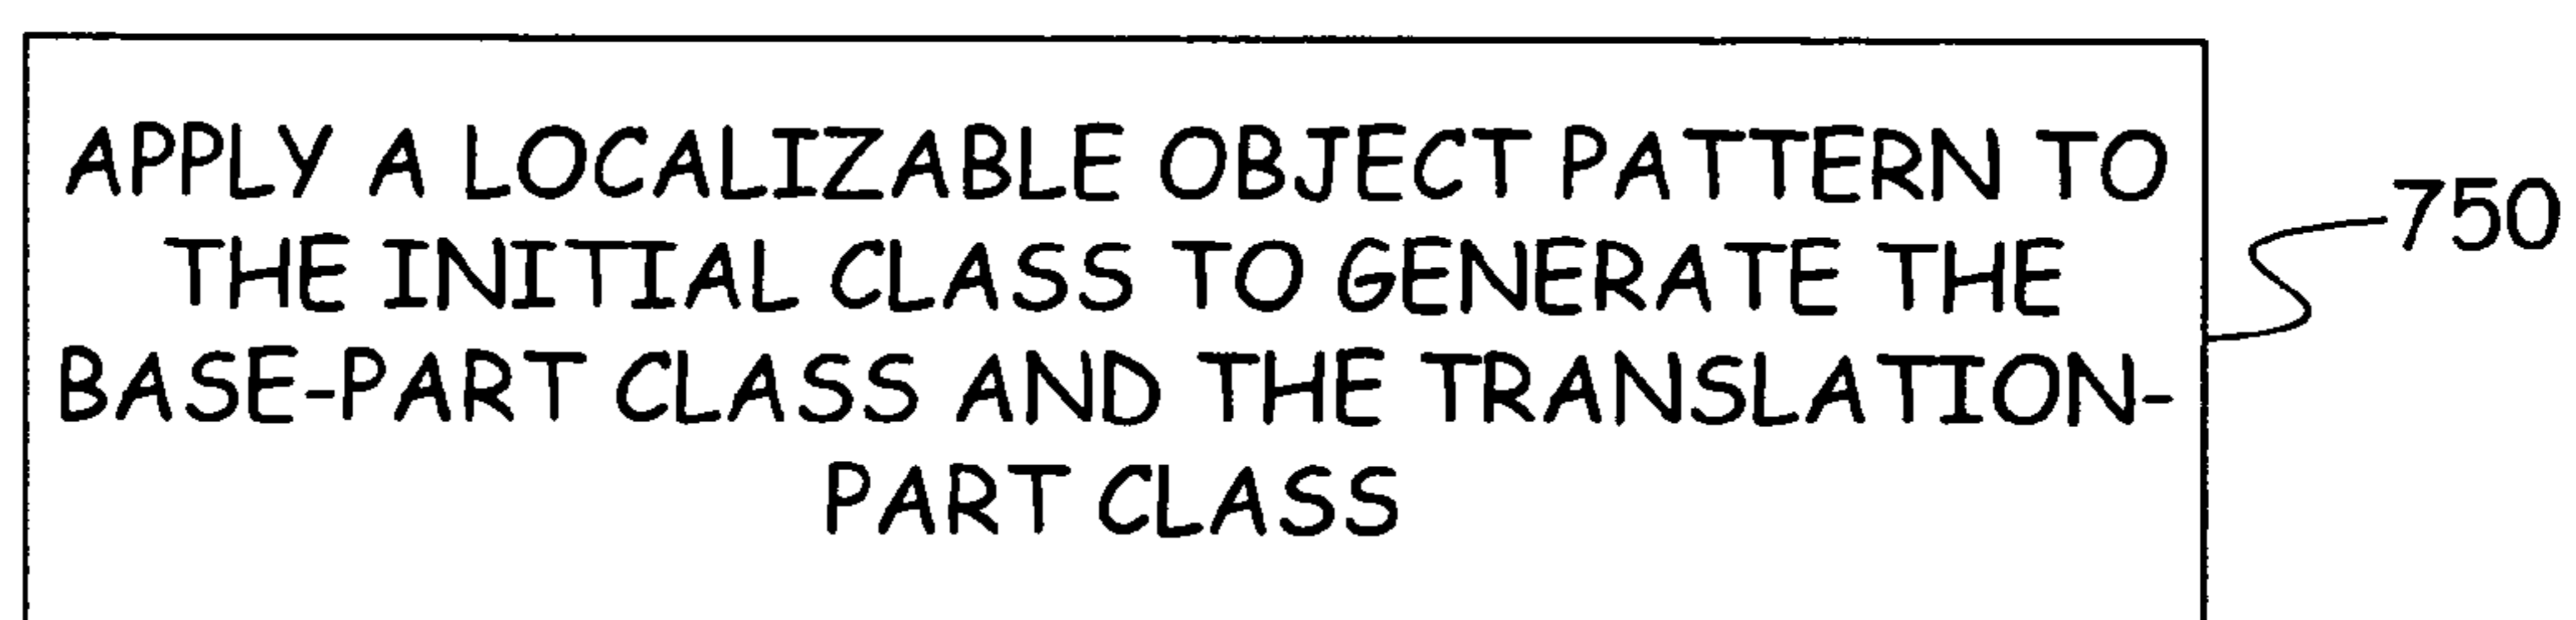 APPLY A LOCALIZABLE OBJECT PATTERN TO
THE INITIAL CLASS TO GENERATE THE
BASE-PART CLASS AND THE TRANSLATION-
PART CLASS
750